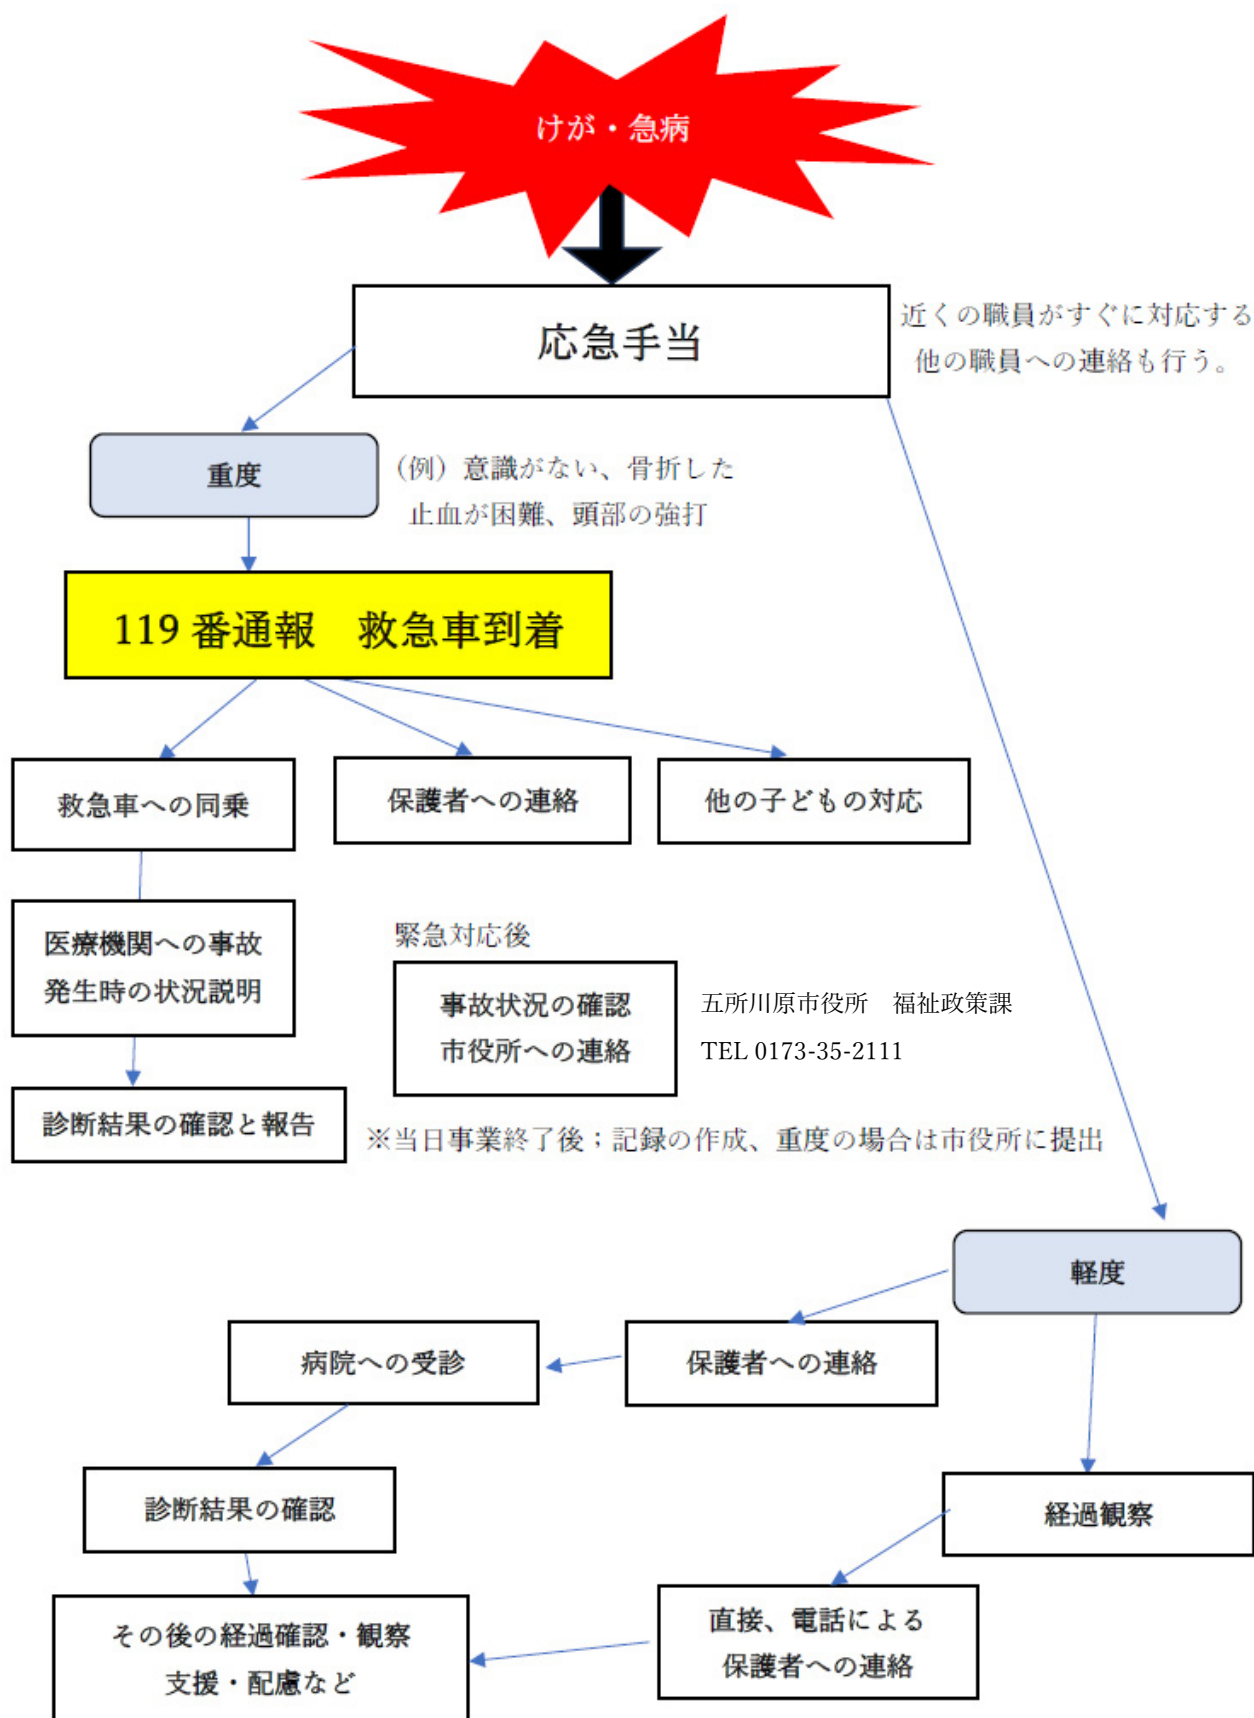 けが・急病
応急手当
近くの職員がすぐに対応する
他の職員への連絡も行う。
重度
（例）意識がない、骨折した
止血が困難、頭部の強打
119番通報　救急車到着
救急車への同乗
保護者への連絡
他の子どもの対応
医療機関への事故
発生時の状況説明
緊急対応後
事故状況の確認
市役所への連絡
五所川原市役所　福祉政策課
TEL 0173-35-2111
診断結果の確認と報告
※当日事業終了後；記録の作成、重度の場合は市役所に提出
軽度
保護者への連絡
病院への受診
診断結果の確認
経過観察
直接、電話による
保護者への連絡
その後の経過確認・観察
支援・配慮など